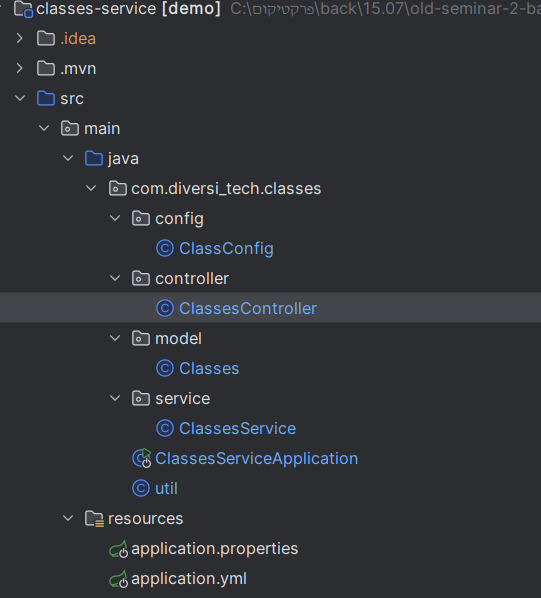 classes-service [demo] C:\פרקטיקום\back\15.07\old-seminar-2-ba
.idea
.mvn
src
main
java
com.diversi_tech.classes
config
ClassConfig
controller
ClassesController
model
Classes
service
ClassesService
ClassesServiceApplication
util
resources
application.properties
application.yml